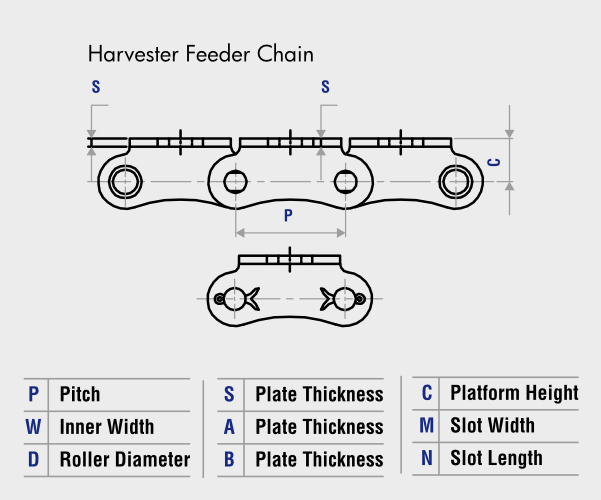 Harvester Feeder Chain
S S
C
P
P Pitch
W Inner Width
D Roller Diameter
S Plate Thickness
A Plate Thickness
B Plate Thickness
C Platform Height
M Slot Width
N Slot Length